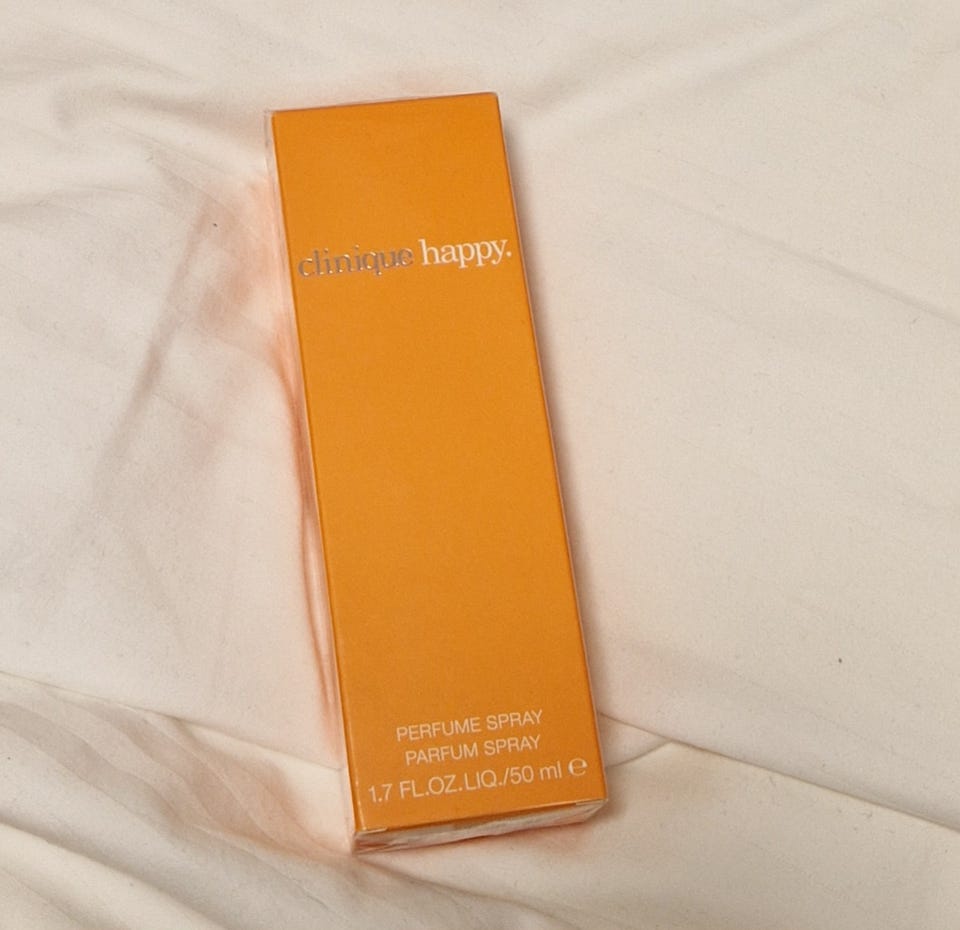 clinique happy.
PERFUME SPRAY
PARFUM SPRAY
1.7 FL.OZ.LIQ./50 ml ℮